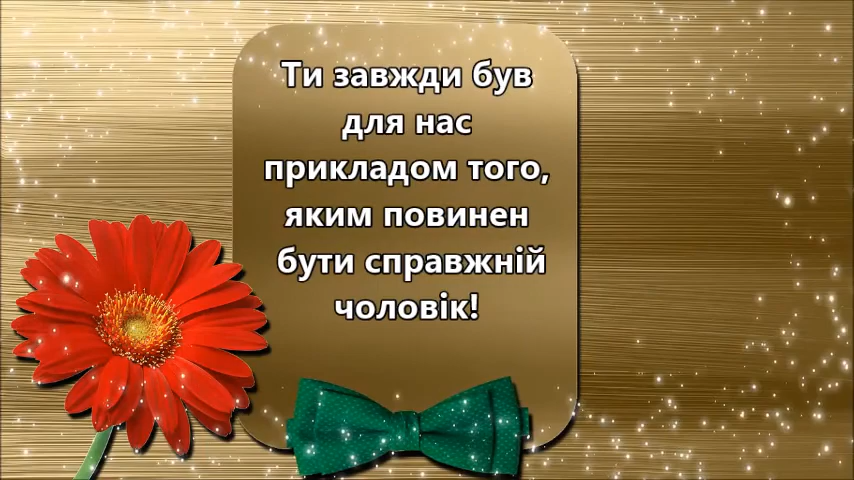 Ти завжди був
для нас
прикладом того,
яким повинен
бути справжній
чоловік!